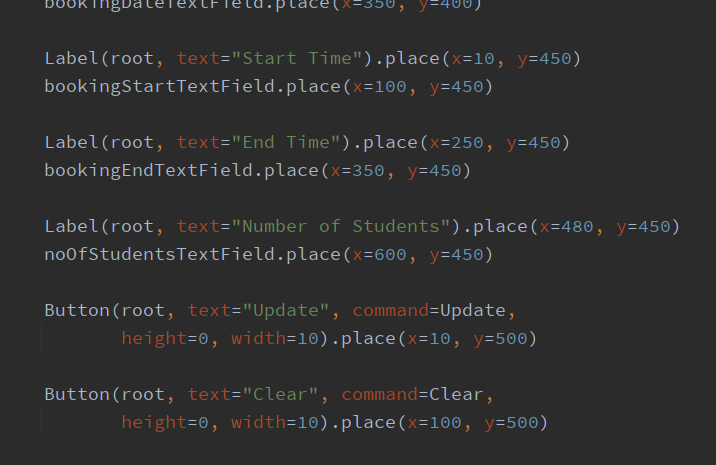 bookingDateTextField.place(x=350, y=400)
Label(root, text="Start Time").place(x=10, y=450)
bookingStartTextField.place(x=100, y=450)
Label(root, text="End Time").place(x=250, y=450)
bookingEndTextField.place(x=350, y=450)
Label(root, text="Number of Students").place(x=480, y=450)
noOfStudentsTextField.place(x=600, y=450)
Button(root, text="Update", command=Update,
height=0, width=10).place(x=10, y=500)
Button(root, text="Clear", command=Clear,
height=0, width=10).place(x=100, y=500)